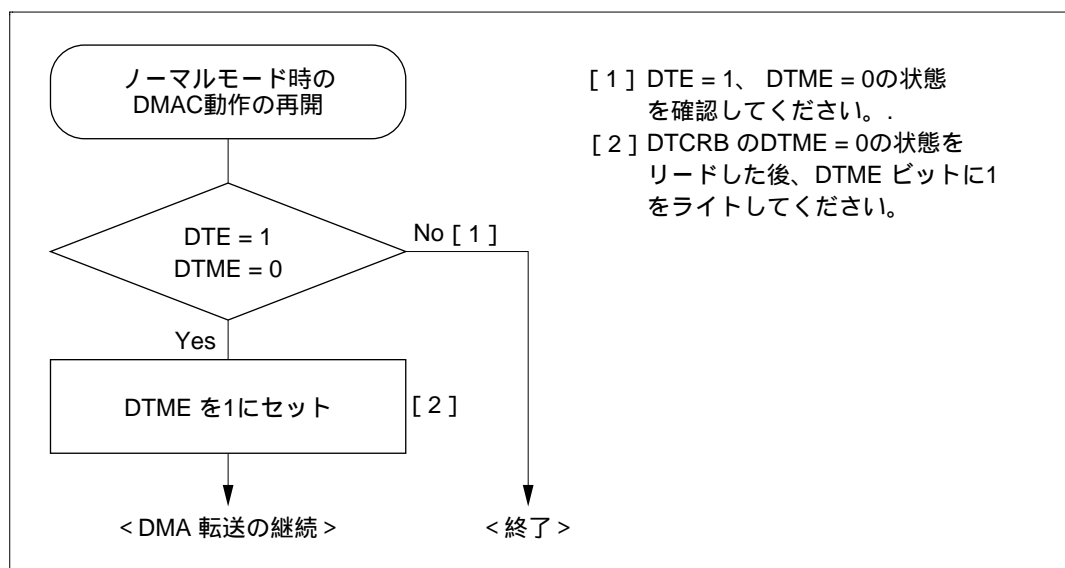 ノーマルモード時の
DMAC動作の再開
DTE = 1
DTME = 0
No [ 1 ]
Yes
DTME を1にセット
[ 2 ]
< DMA 転送の継続 >
< 終了 >
[ 1 ] DTE = 1、 DTME = 0の状態
を確認してください。.
[ 2 ] DTCRB のDTME = 0の状態を
リードした後、DTME ビットに1
をライトしてください。